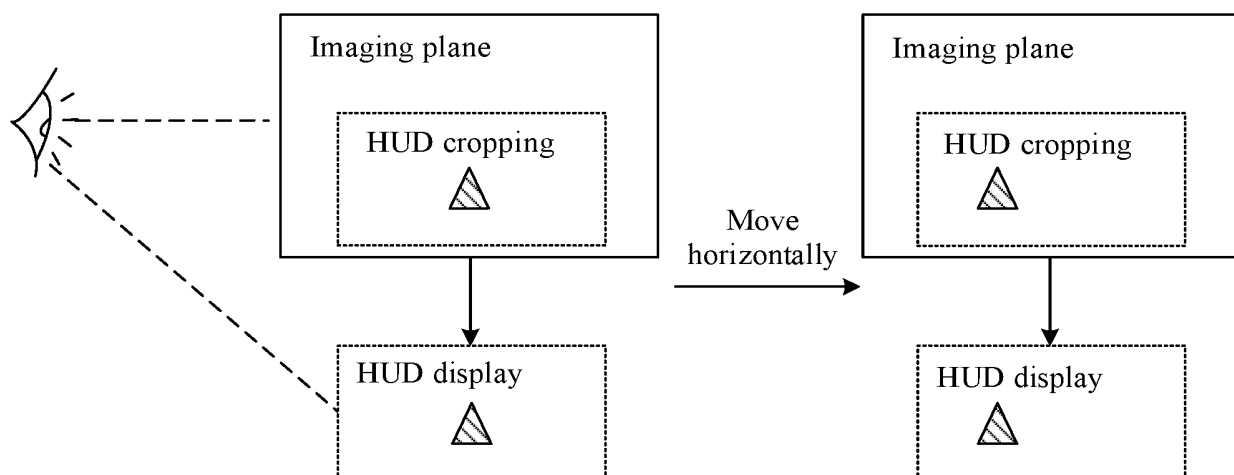 Imaging plane
HUD cropping
HUD display
Move
horizontally
Imaging plane
HUD cropping
HUD display